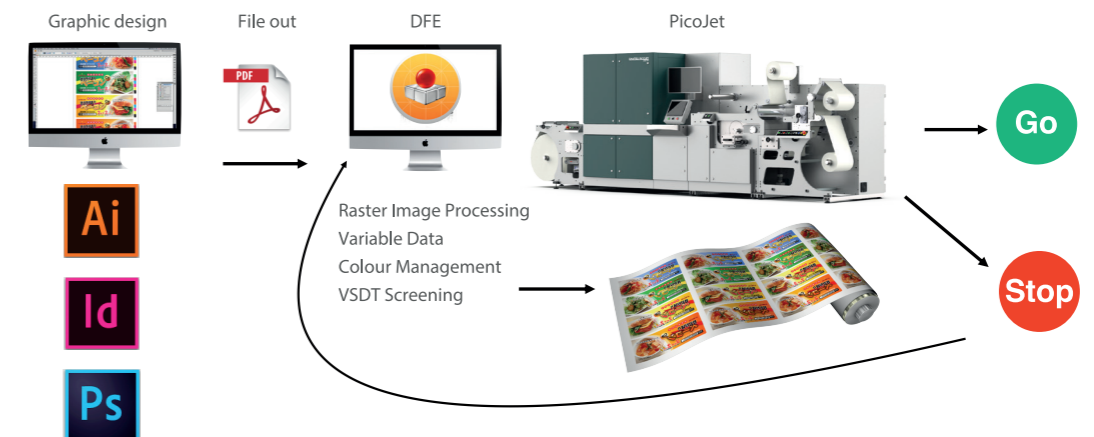 Graphic design
File out
DFE
PicoJet
PDF
Go
Ai
Raster Image Processing
Variable Data
Colour Management
VSDT Screening
Id
Stop
Ps